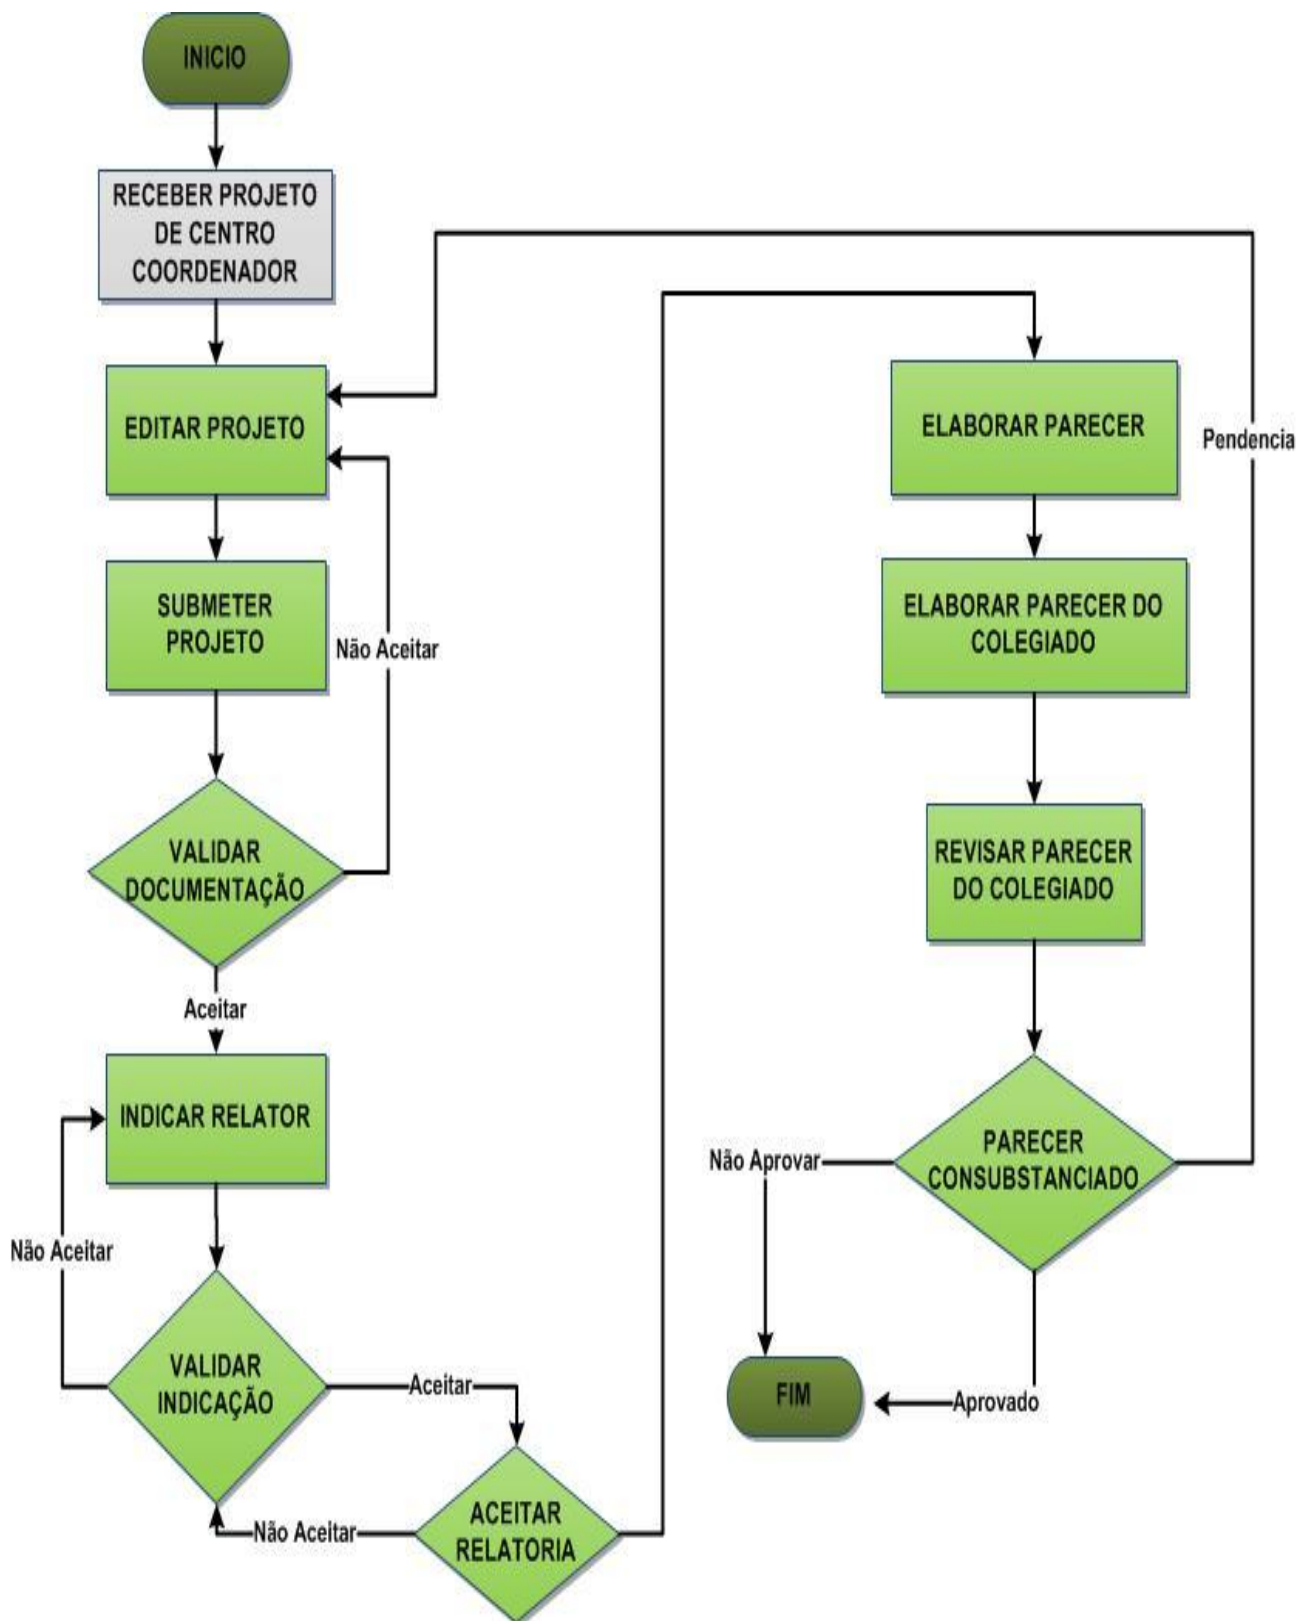 INICIO
RECEBER PROJETO
DE CENTRO
COORDENADOR
EDITAR PROJETO
SUBMETER
PROJETO
Não Aceitar
VALIDAR
DOCUMENTAÇÃO
Aceitar
INDICAR RELATOR
Não Aceitar
VALIDAR
INDICAÇÃO
Aceitar
ACEITAR
RELATORIA
Não Aceitar
ELABORAR PARECER
Pendencia
ELABORAR PARECER DO
COLEGIADO
REVISAR PARECER
DO COLEGIADO
PARECER
CONSUBSTANCIADO
Não Aprovar
FIM
Aprovado